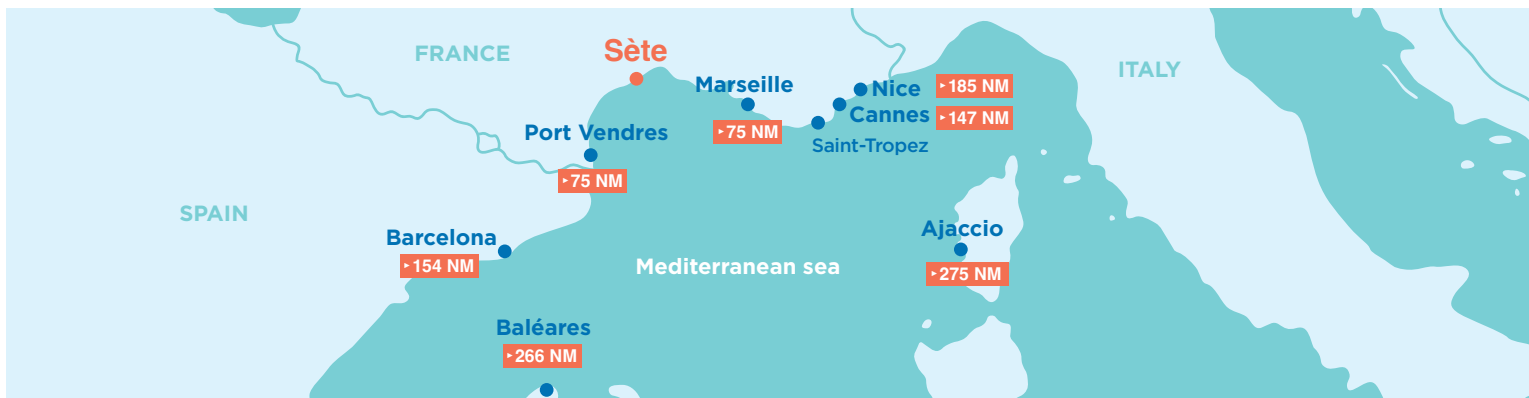 FRANCE
Sète
ITALY
Marseille
Nice
▸185 NM
Cannes
▸147 NM
▸75 NM
Port Vendres
Saint-Tropez
▸75 NM
SPAIN
Barcelona
▸154 NM
Ajaccio
▸275 NM
Mediterranean sea
Baléares
▸266 NM